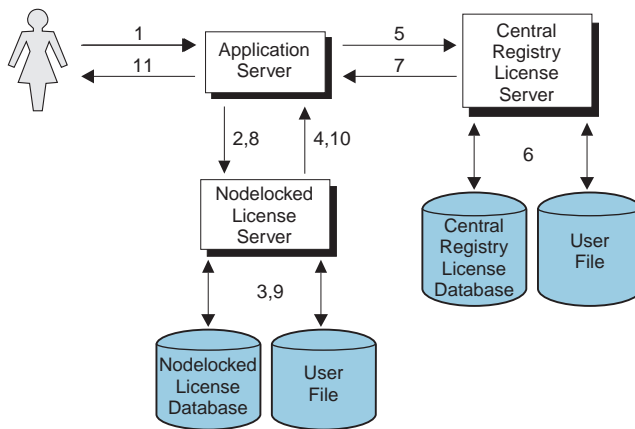 1
11
Application
Server
5
7
Central
Registry
License
Server
2,8
4,10
6
Nodelocked
License
Server
Central
Registry
License
Database
User
File
3,9
Nodelocked
License
Database
User
File